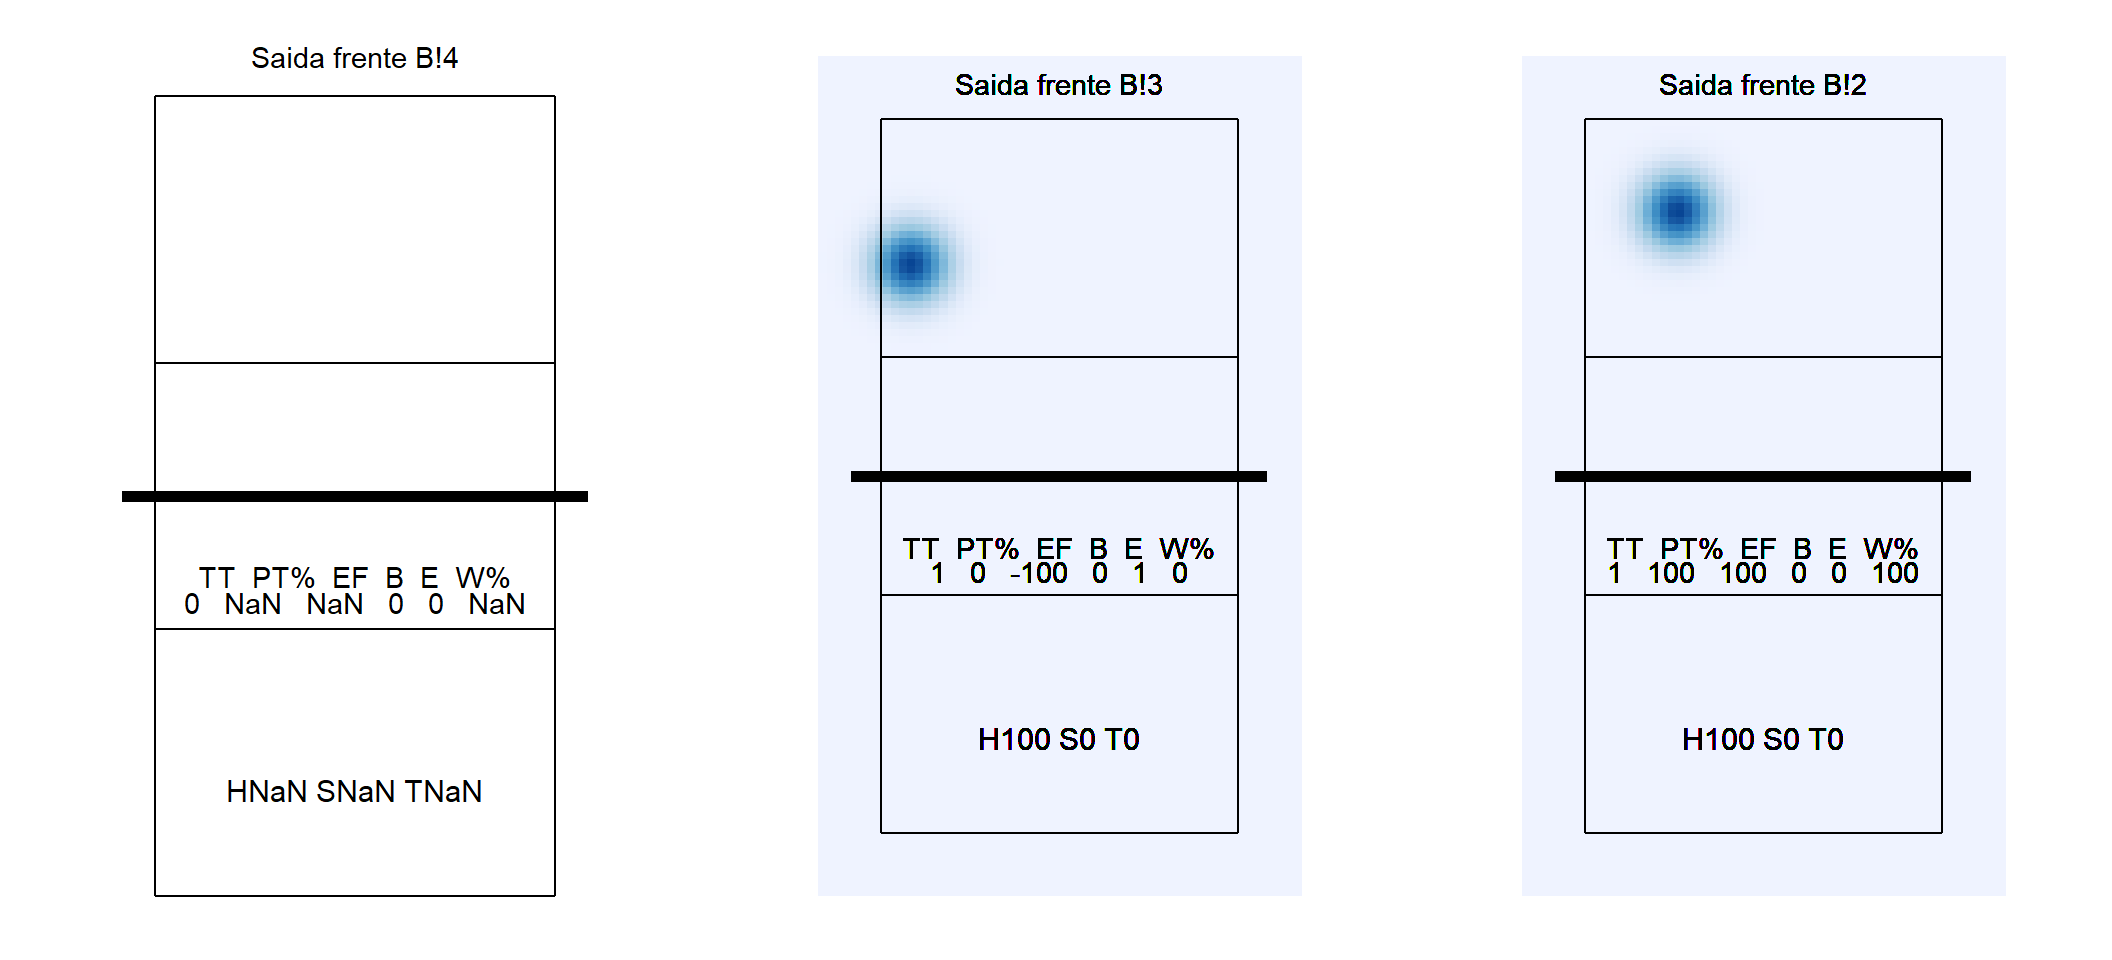 Saida frente B!4
TT PT% EF B E W%
0 NaN NaN 0 0 NaN
HNaN SNaN TNaN
Saida frente B!3
TT PT% EF B E W%
1 0 -100 0 1 0
H100 S0 T0
Saida frente B!2
TT PT% EF B E W%
1 100 100 0 0 100
H100 S0 T0